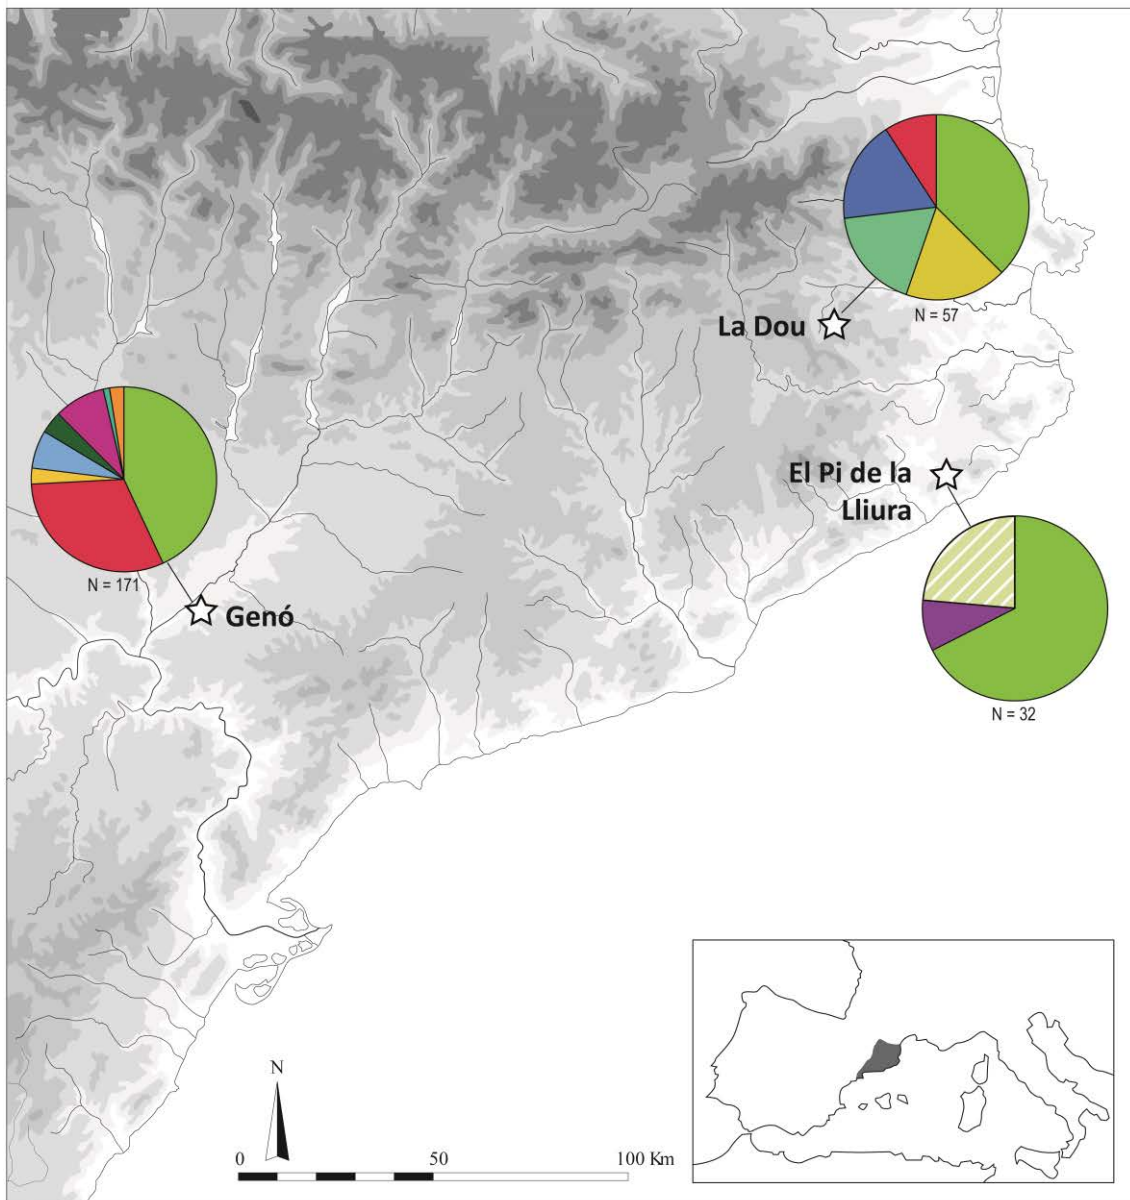 N = 57
La Dou
El Pi de la
Lliura
N = 171
Genó
N = 32
N
0 50 100 Km